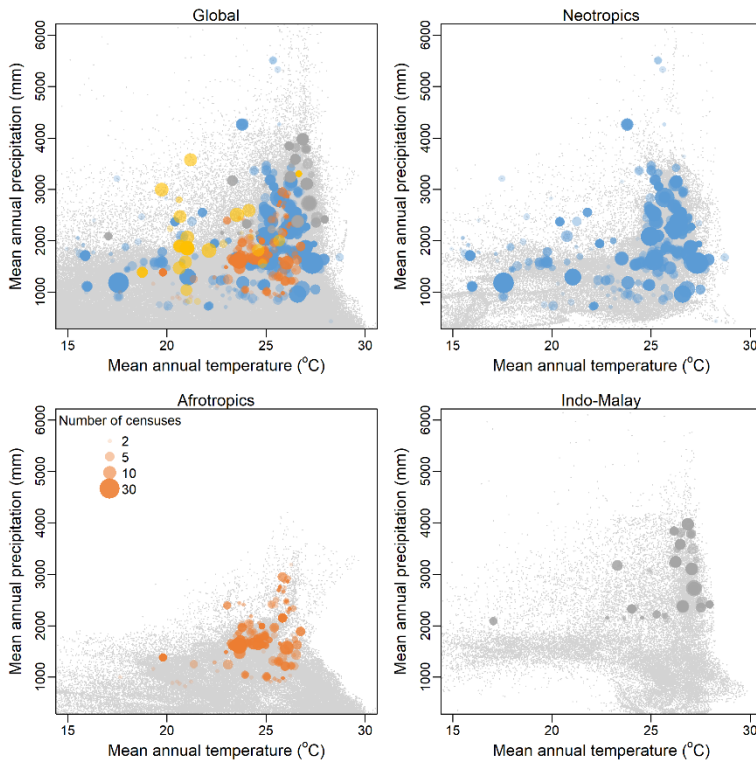 Global
6000
5000
4000
3000
2000
1000
Mean annual precipitation (mm)
15 20 25 30
Mean annual temperature (°C)
Neotropics
6000
5000
4000
3000
2000
1000
Mean annual precipitation (mm)
15 20 25 30
Mean annual temperature (°C)
Afrotropics
Number of censuses
2
5
10
30
6000
5000
4000
3000
2000
1000
Mean annual precipitation (mm)
15 20 25 30
Mean annual temperature (°C)
Indo-Malay
6000
5000
4000
3000
2000
1000
Mean annual precipitation (mm)
15 20 25 30
Mean annual temperature (°C)